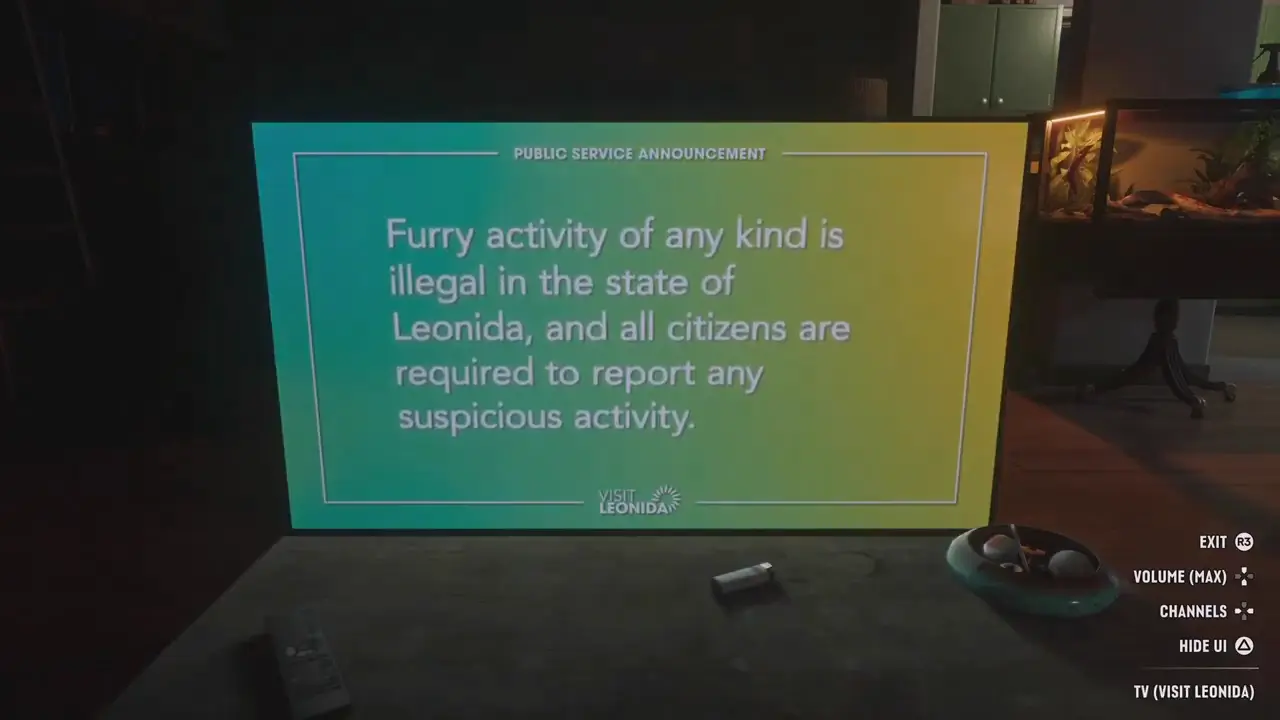 PUBLIC SERVICE ANNOUNCEMENT
Furry activity of any kind is
illegal in the state of
Leonida, and all citizens are
required to report any
suspicious activity.
VISIT
LEONIDA
EXIT R3
VOLUME (MAX)
CHANNELS
HIDE UI
TV (VISIT LEONIDA)